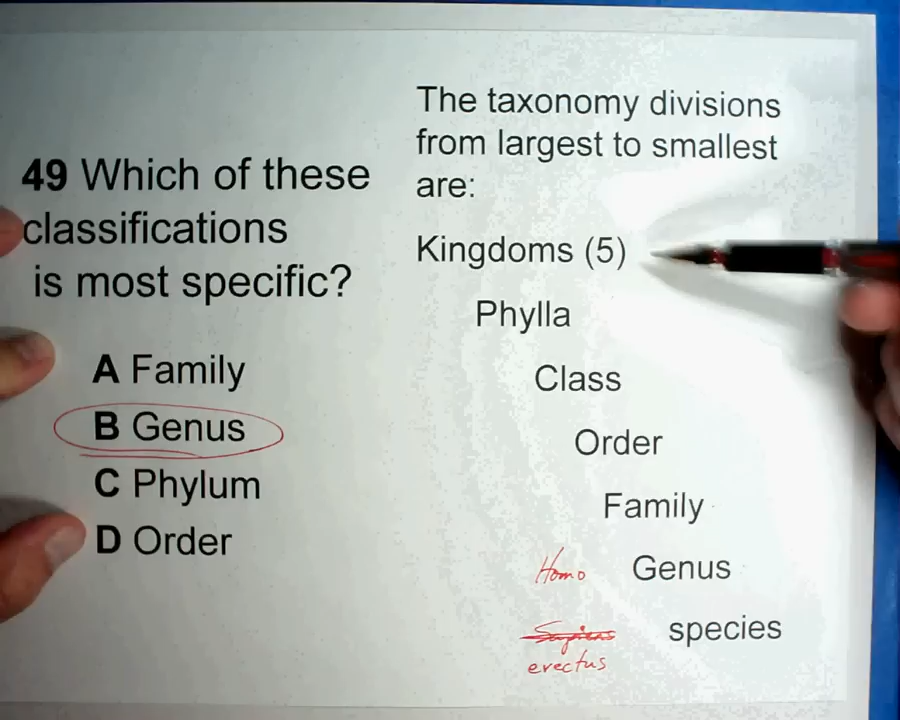 49 Which of these
classifications
is most specific?
A Family
B Genus
C Phylum
D Order
The taxonomy divisions
from largest to smallest
are:
Kingdoms (5)
Phylla
Class
Order
Family
Homo Genus
Sapiens species
erectus